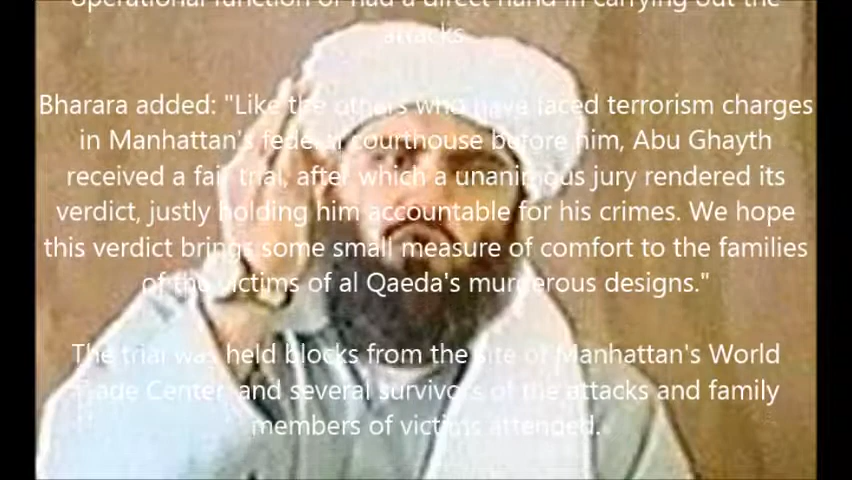 operational function or had a direct hand in carrying out the
attacks
Bharara added: "Like the others who have faced terrorism charges
in Manhattan's federal courthouse before him, Abu Ghayth
received a fair trial, after which a unanimous jury rendered its
verdict, justly holding him accountable for his crimes. We hope
this verdict brings some small measure of comfort to the families
of the victims of al Qaeda's murderous designs."
The trial was held blocks from the site of Manhattan's World
Trade Center, and several survivors of the attacks and family
members of victims attended.